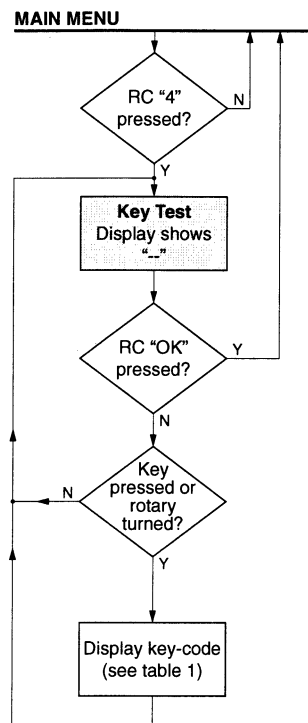 MAIN MENU
RC “4”
pressed?
N
Y
Key Test
Display shows
“--”
RC “OK”
pressed?
Y
N
Key
pressed or
rotary
turned?
N
Y
Display key-code
(see table 1)